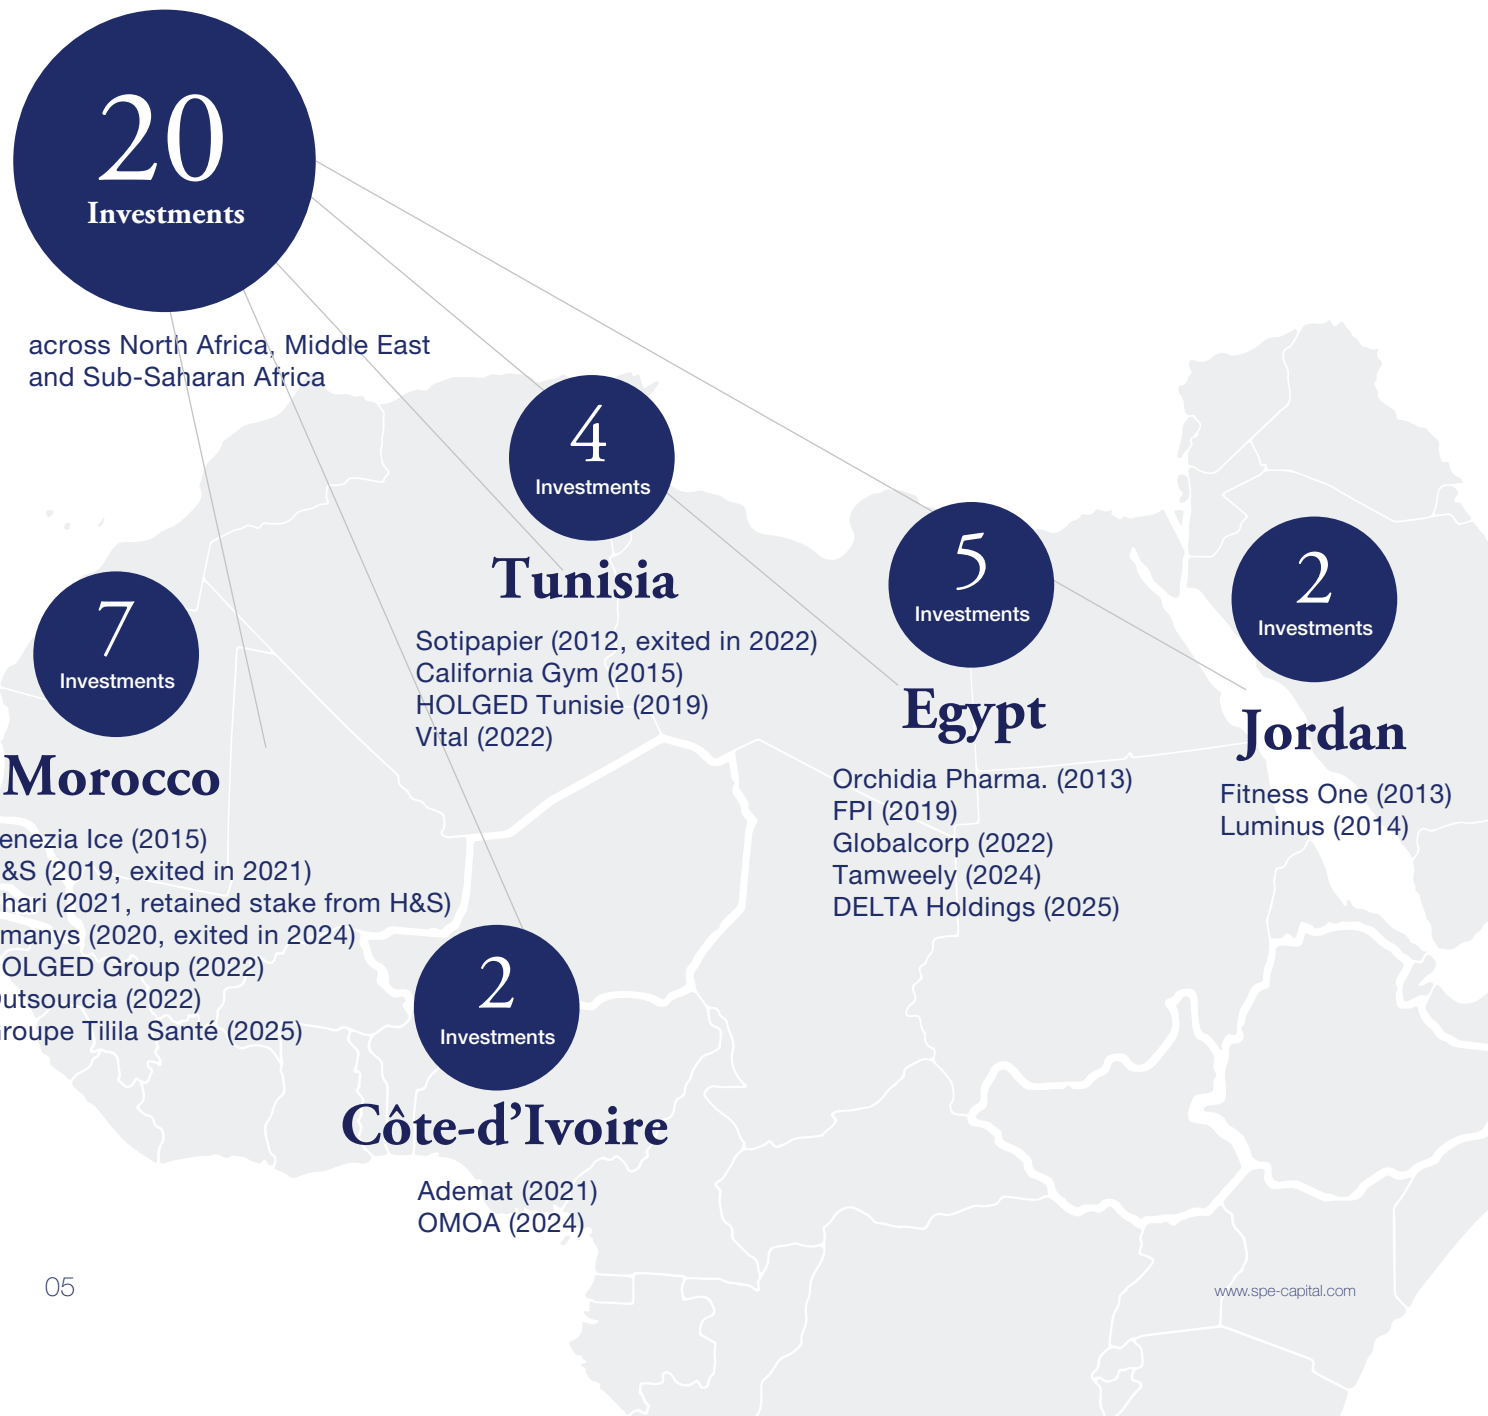 20
Investments
across North Africa, Middle East
and Sub-Saharan Africa
4
Investments
Tunisia
Sotipapier (2012, exited in 2022)
California Gym (2015)
HOLGED Tunisie (2019)
Vital (2022)
5
Investments
Egypt
Orchidia Pharma. (2013)
FPI (2019)
Globalcorp (2022)
Tamweely (2024)
DELTA Holdings (2025)
2
Investments
Jordan
Fitness One (2013)
Luminus (2014)
7
Investments
Morocco
enezia Ice (2015)
&S (2019, exited in 2021)
hari (2021, retained stake from H&S)
manys (2020, exited in 2024)
OLGED Group (2022)
utsourcia (2022)
roupe Tilila Santé (2025)
2
Investments
Côte-d’Ivoire
Ademat (2021)
OMOA (2024)
05
www.spe-capital.com